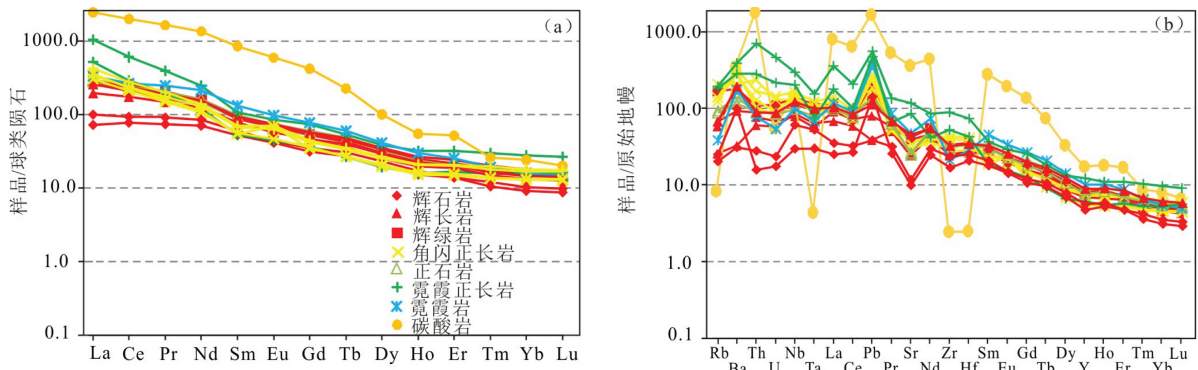 (a)
样品/球类陨石
1000.0
100.0
10.0
1.0
0.1
辉石岩
辉长岩
辉绿岩
角闪正长岩
正石岩
霓霞正长岩
霓霞岩
碳酸岩
La Ce Pr Nd Sm Eu Gd Tb Dy Ho Er Tm Yb Lu
(b)
样品/原始地幔
1000.0
100.0
10.0
1.0
0.1
Rb Th Nb La Pb Sr Zr Sm Gd Dy Ho Tm Lu
Ba U Ta Ce Pr Nd Hf Eu Tb Y Er Yb